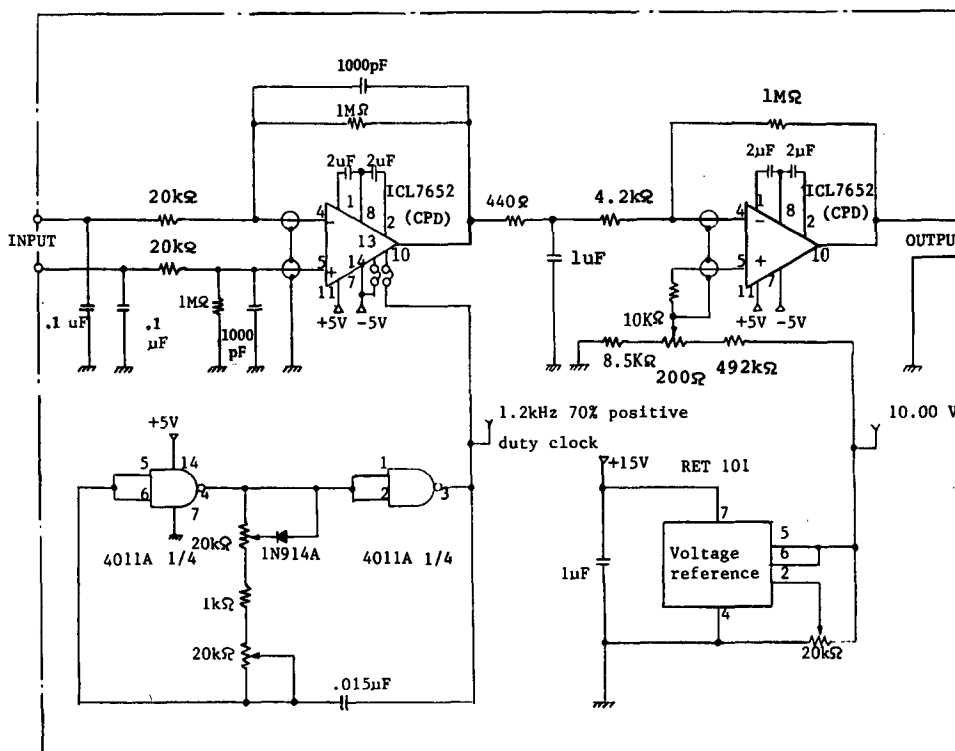 1000pF
1MΩ
1MΩ
2uF 2uF
2µF 2µF
20kΩ
ICL7652
(CPD)
440Ω
4.2kΩ
ICL7652
(CPD)
1 8 2
1 8 2
4
4
INPUT
20kΩ
13
10
OUTPUT
10
5
14
5
1uF
11 7
11 7
1MΩ
+5V -5V
+5V -5V
.1 uF
.1
µF
1000
pF
10KΩ
8.5KΩ
200Ω
492kΩ
1.2kHz 70% positive
duty clock
10.00 V
+5V
5 14
6 4
7
1
2 3
+15V
RET 101
7
20kΩ
1N914A
4011A 1/4
4011A 1/4
5
6
2
Voltage
reference
1µF
1kΩ
4
20kΩ
20kΩ
.015µF